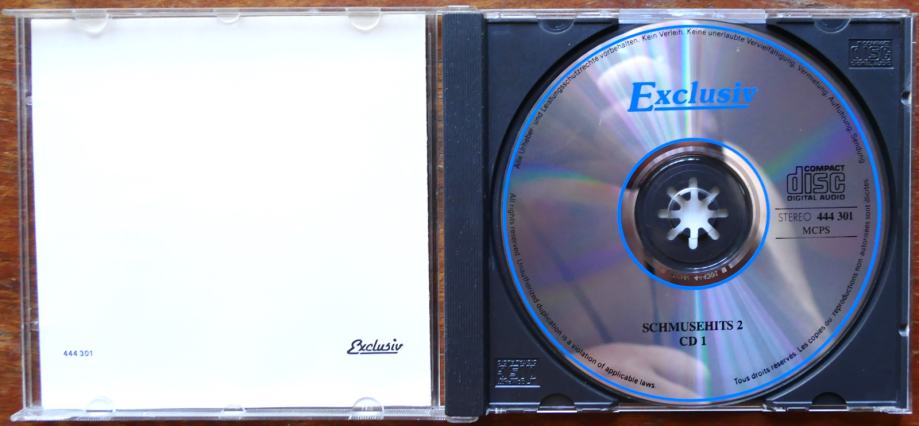 444 301
Exclusiv
Alle Urheber- und Leistungsschutzrechte vorbehalten. Kein Verleih. Keine unerlaubte Vervielfältigung, Vermietung, Aufführung, Sendung
Exclusiv
COMPACT
disc
DIGITAL AUDIO
STEREO 444 301
MCPS
SCHMUSEHITS 2
CD 1
All rights reserved. Unauthorized duplication is a violation of applicable laws.
Tous droits réservés. Les copies ou reproductions non autorisées sont illicites.
COMPACT
disc